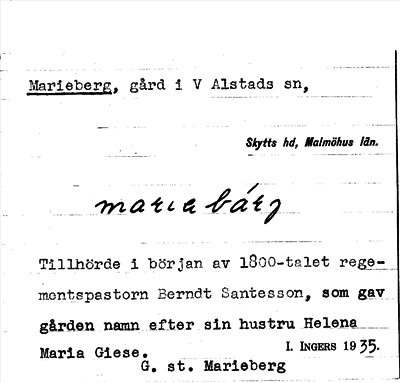 Marieberg, gård i V Alstads sn,
Skytts hd, Malmöhus län.
marıabárj
Tillhörde i början av 1800-talet rege-
mentspastorn Berndt Santesson, som gav
gården namn efter sin hustru Helena
Maria Giese.
I. INGERS 1935.
G. st. Marieberg